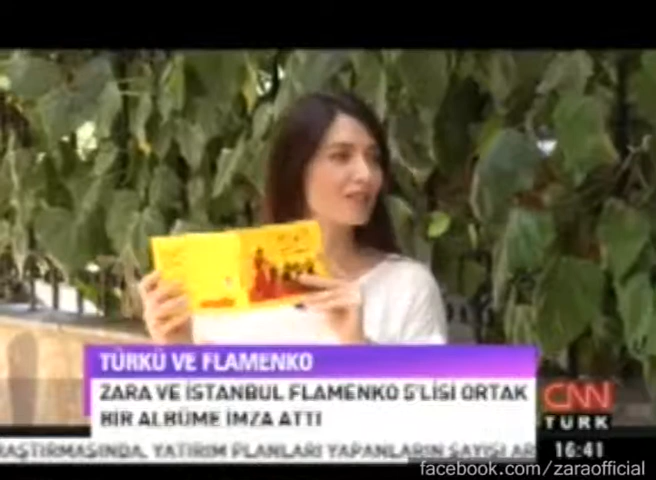 TÜRKÜ VE FLAMENKO
ZARA VE İSTANBUL FLAMENKO 5'LİSİ ORTAK
BİR ALBÜME İMZA ATTI
CNN
TÜRK
RAŞTIRMASINDA, YATIRIM PLANLARI YAPANLARIN SAYISI AR
16:41
facebook.com/zaraofficial